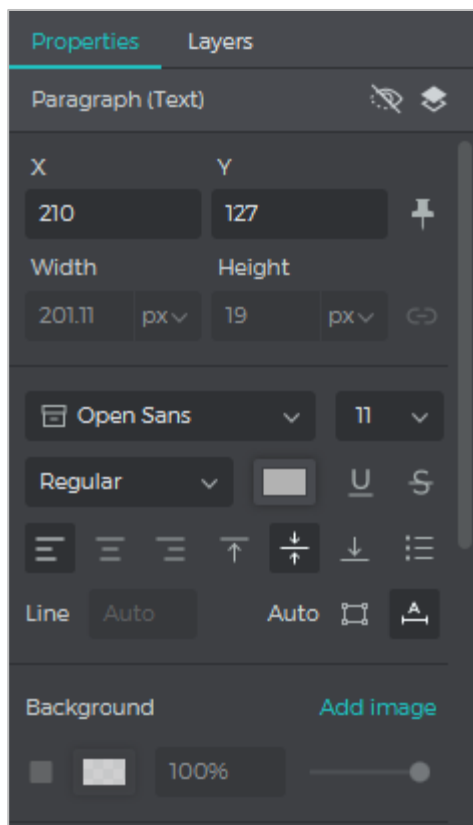 Properties Layers
Paragraph (Text)
X Y
210 127
Width Height
201.11 px 19 px
Open Sans 11
Regular U S
Line Auto Auto A
Background Add image
100%